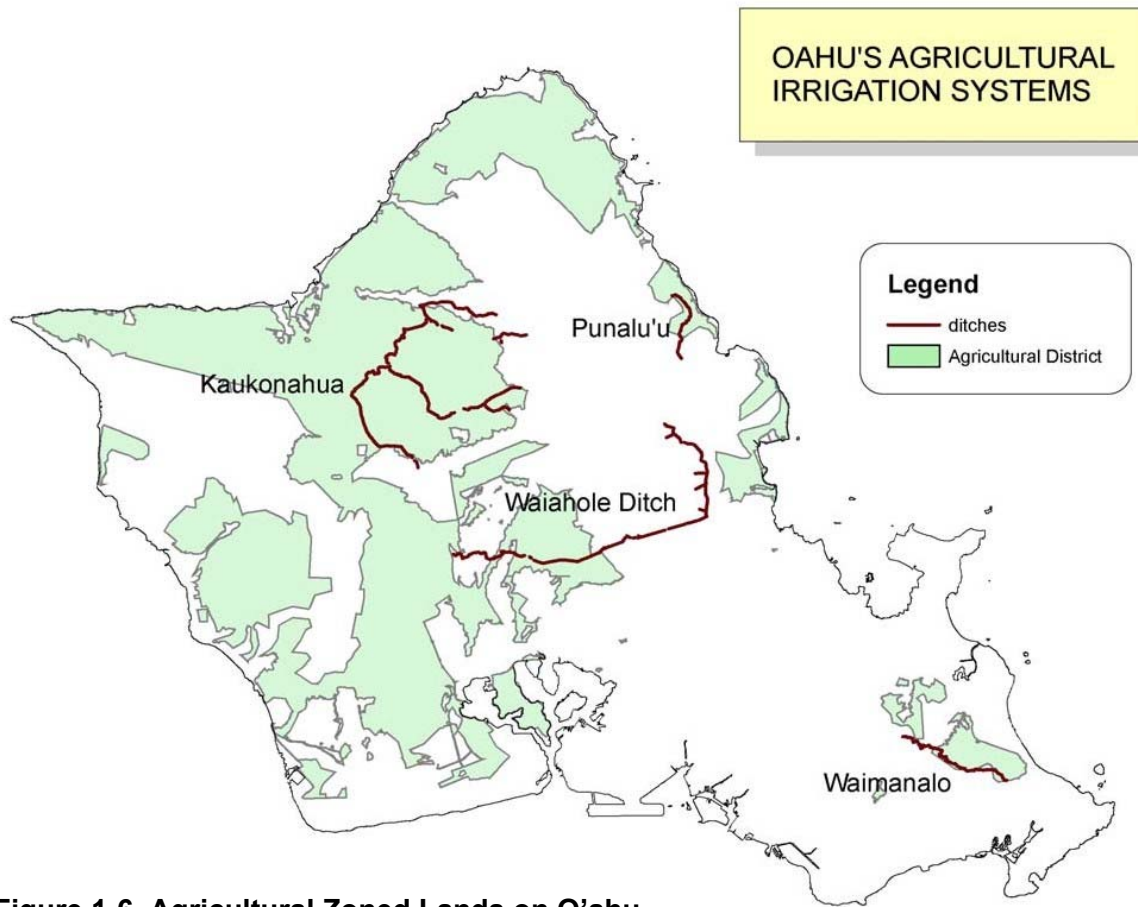 OAHU'S AGRICULTURAL
IRRIGATION SYSTEMS
Legend
ditches
Agricultural District
Punalu'u
Kaukonahua
Waiahole Ditch
Waimanalo
Figure 1-6. Agricultural Zoned Lands on O’ahu